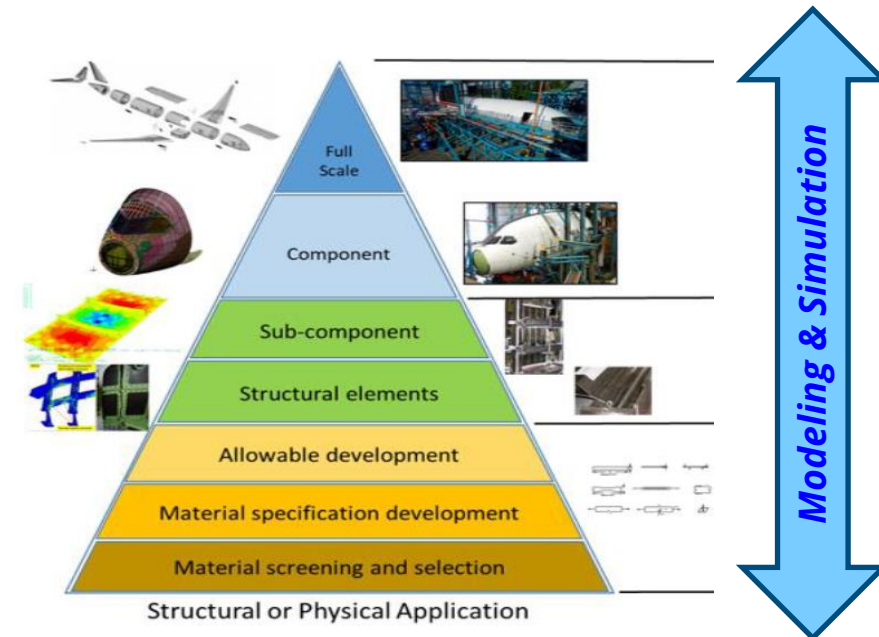 Full
Scale
Component
Sub-component
Structural elements
Allowable development
Material specification development
Material screening and selection
Structural or Physical Application
Modeling & Simulation